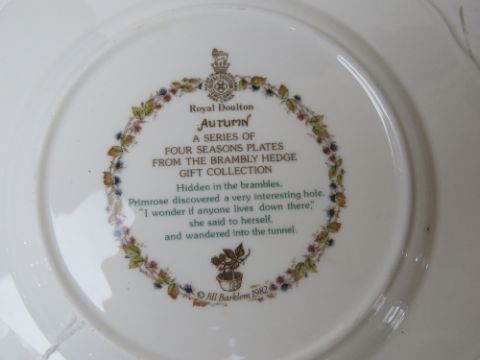 Royal Doulton
AUTUMN
A SERIES OF
FOUR SEASONS PLATES
FROM THE BRAMBLY HEDGE
GIFT COLLECTION
Hidden in the brambles,
Primrose discovered a very interesting hole.
"I wonder if anyone lives down there,"
she said to herself,
and wandered into the tunnel.
© Jill Barklem 1982